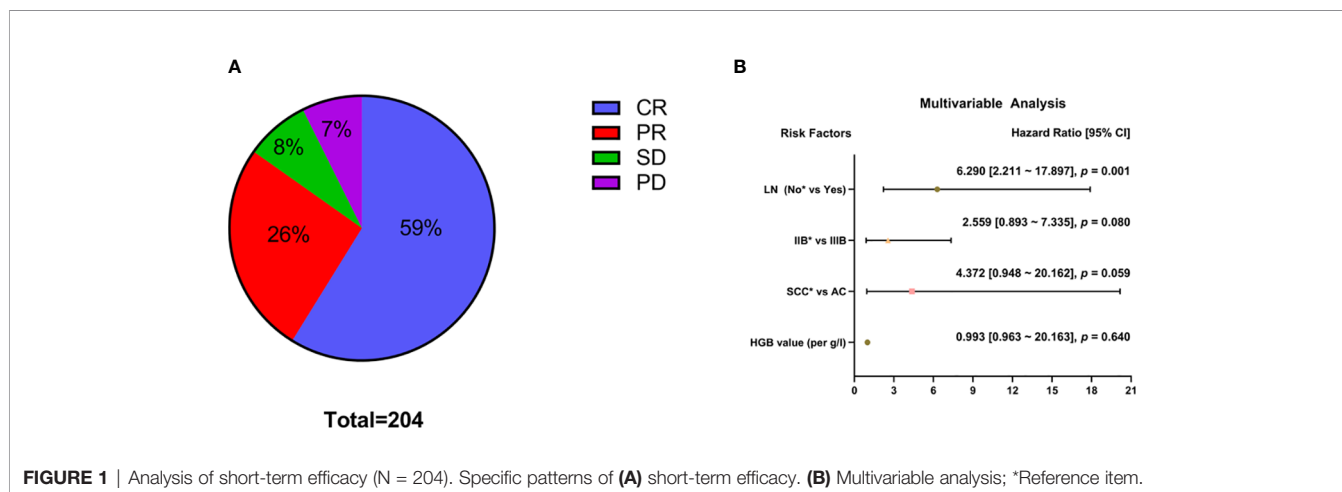 A
59%
26%
8%
7%
CR
PR
SD
PD
Total=204
B
Multivariable Analysis
Risk Factors Hazard Ratio [95% CI]
LN (No* vs Yes) 6.290 [2.211 ~ 17.897], p = 0.001
IIB* vs IIIB 2.559 [0.893 ~ 7.335], p = 0.080
SCC* vs AC 4.372 [0.948 ~ 20.162], p = 0.059
HGB value (per g/l) 0.993 [0.963 ~ 20.163], p = 0.640
0 3 6 9 12 15 18 21
FIGURE 1 | Analysis of short-term efficacy (N = 204). Specific patterns of (A) short-term efficacy. (B) Multivariable analysis; *Reference item.